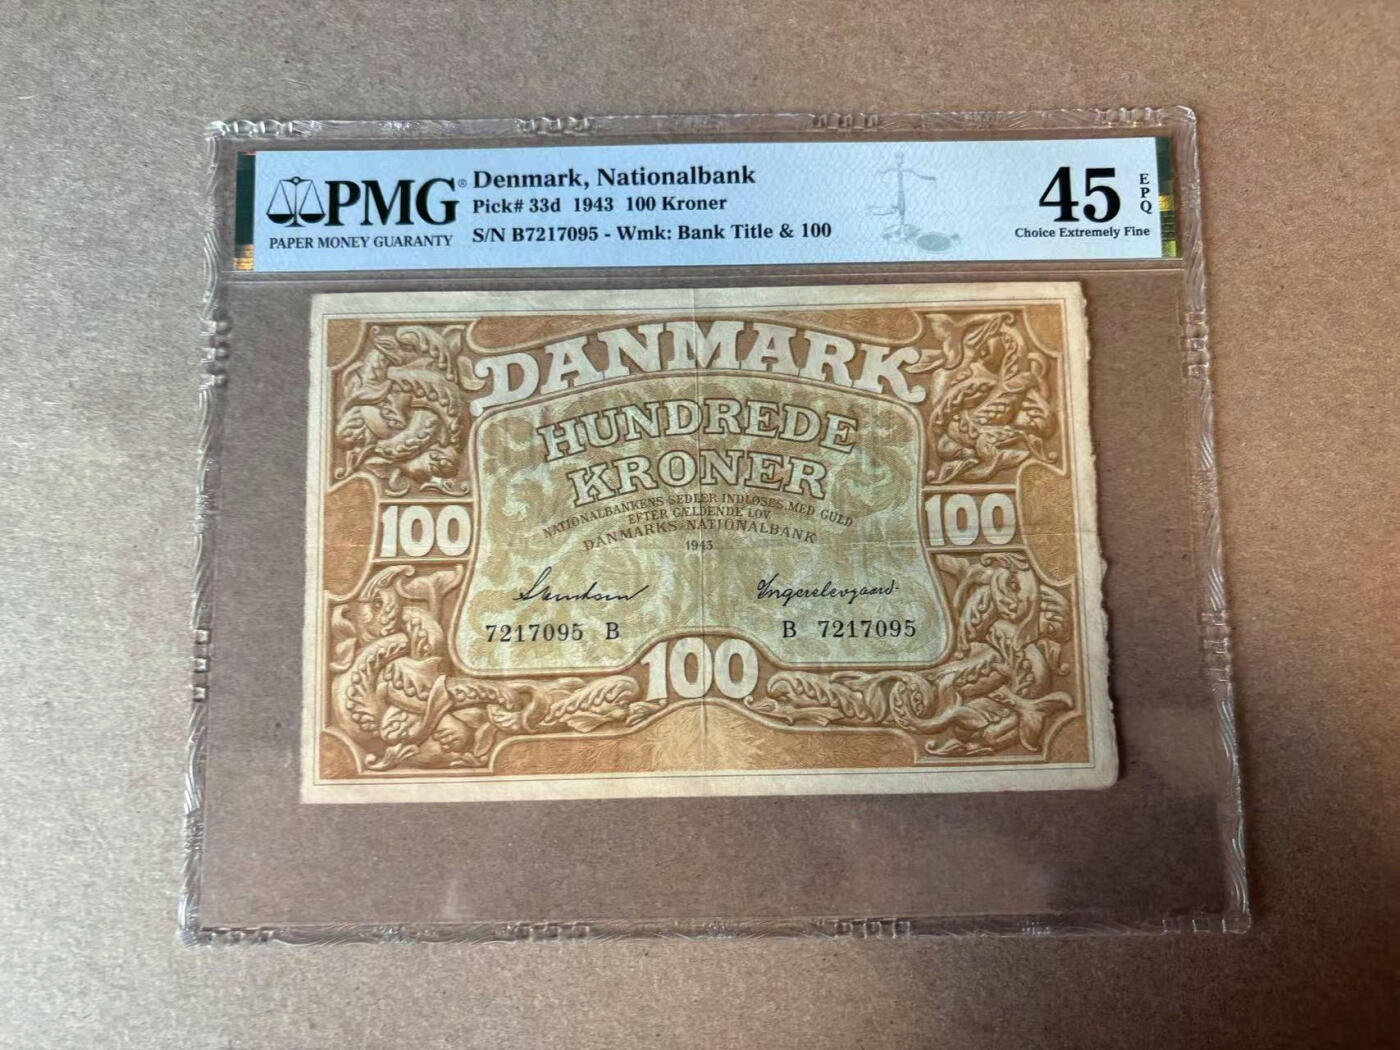 PMG®
PAPER MONEY GUARANTY
Denmark, Nationalbank
Pick# 33d 1943 100 Kroner
S/N B7217095 - Wmk: Bank Title & 100
45 EPQ
Choice Extremely Fine
DANMARK
HUNDREDE
KRONER
NATIONALBANKENS SEDLER INDLØSES MED GULD
EFTER GÆLDENDE LOV
DANMARKS NATIONALBANK
1943
100
100
7217095 B
B 7217095
100